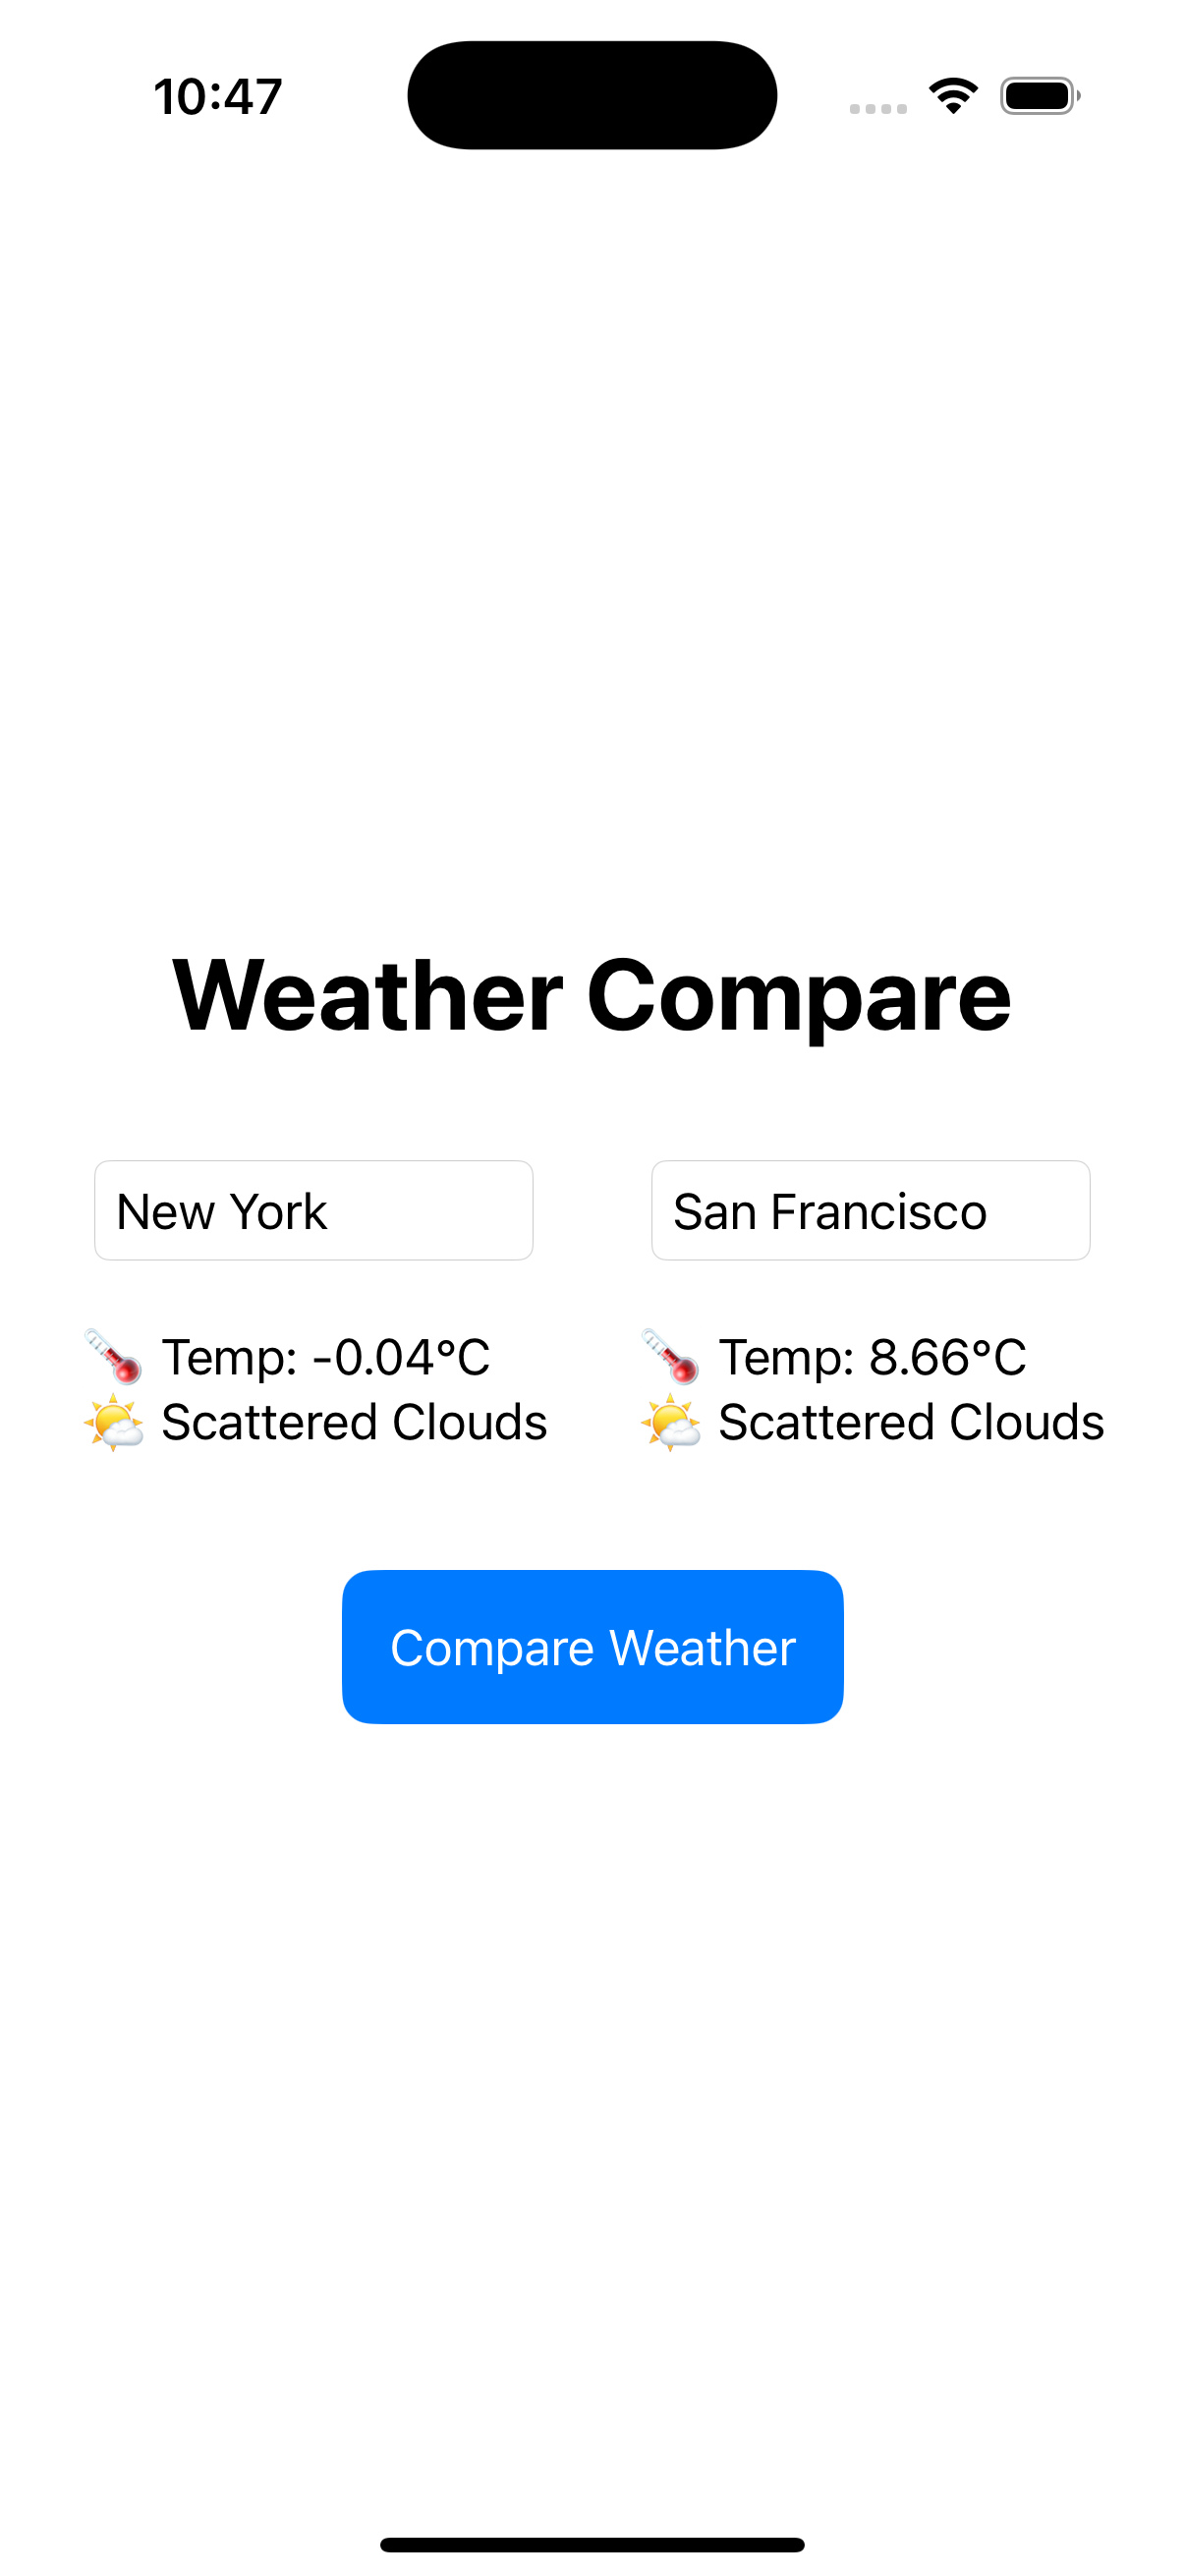 10:47
Weather Compare
New York
San Francisco
🌡️ Temp: -0.04°C
🌤️ Scattered Clouds
🌡️ Temp: 8.66°C
🌤️ Scattered Clouds
Compare Weather